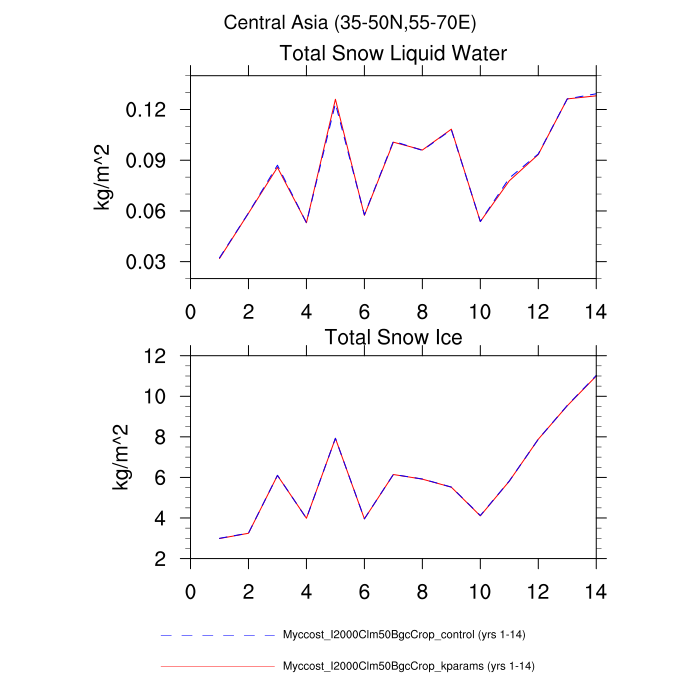 Central Asia (35-50N,55-70E)
Total Snow Liquid Water
kg/m^2
0.12
0.09
0.06
0.03
0 2 4 6 8 10 12 14
Total Snow Ice
kg/m^2
12
10
8
6
4
2
0 2 4 6 8 10 12 14
Myccost_I2000Clm50BgcCrop_control (yrs 1-14)
Myccost_I2000Clm50BgcCrop_kparams (yrs 1-14)